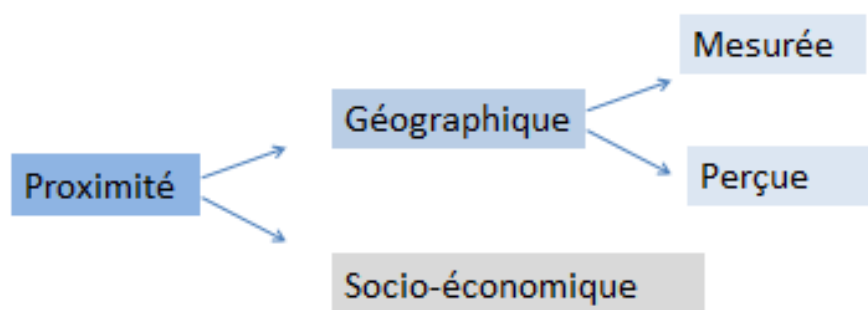 Mesurée
Géographique
Proximité
Perçue
Socio-économique